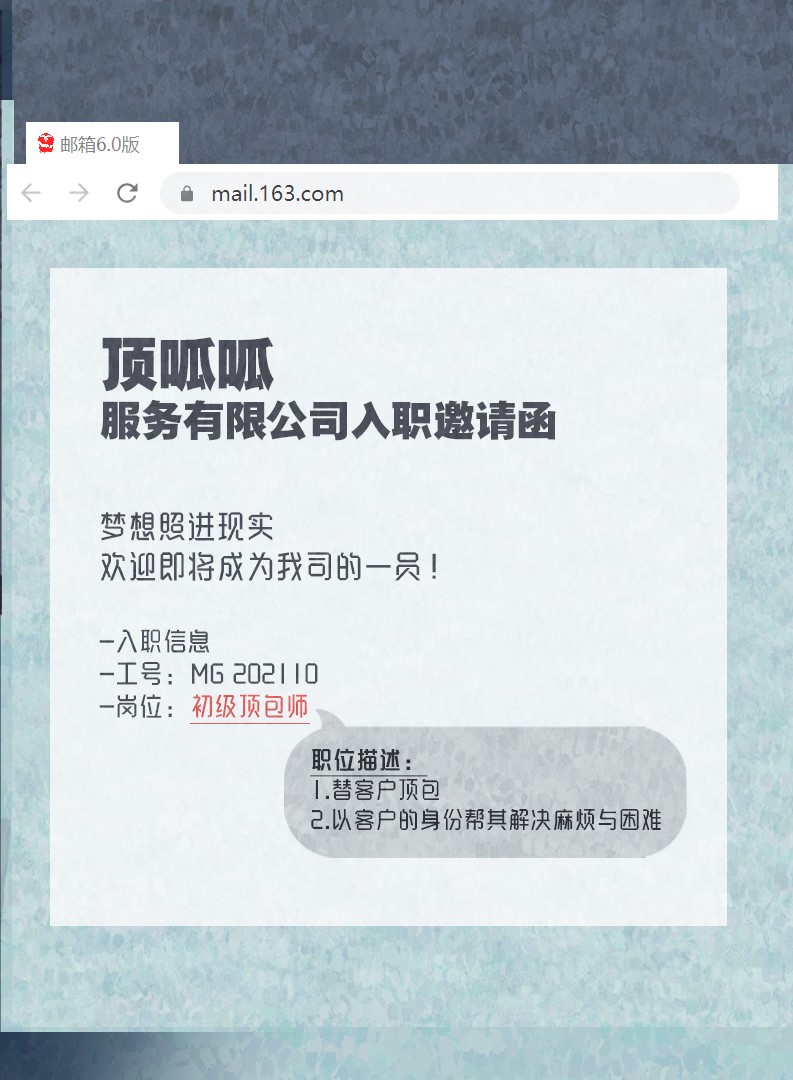 邮箱6.0版
mail.163.com
顶呱呱
服务有限公司入职邀请函
梦想照进现实
欢迎即将成为我司的一员！
-入职信息
-工号：MG 202110
-岗位：初级顶包师
职位描述：
1.替客户顶包
2.以客户的身份帮其解决麻烦与困难